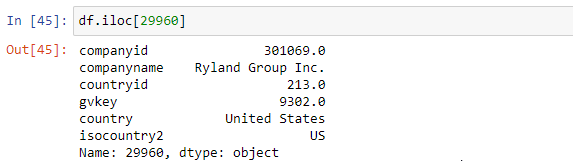 In [45]: df.iloc[29960]
Out[45]: companyid 301069.0
companyname Ryland Group Inc.
countryid 213.0
gvkey 9302.0
country United States
isocountry2 US
Name: 29960, dtype: object